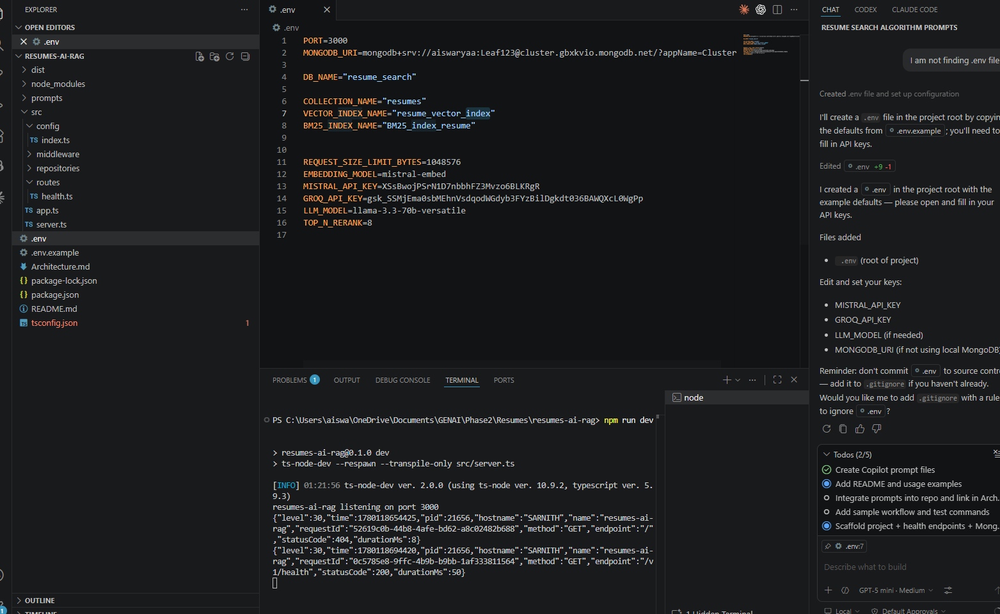 EXPLORER
OPEN EDITORS
.env
RESUMES-AI-RAG
dist
node_modules
prompts
src
config
TS index.ts
middleware
repositories
routes
TS health.ts
TS app.ts
TS server.ts
.env
.env.example
Architecture.md
{} package-lock.json
{} package.json
README.md
TS tsconfig.json 1
OUTLINE
TIMELINE
1
.env
.env
1 PORT=3000
2 MONGODB_URI=mongodb+srv://aiswaryaa:Leaf123@cluster.gbxkvio.mongodb.net/?appName=Cluster
3
4 DB_NAME="resume_search"
5
6 COLLECTION_NAME="resumes"
7 VECTOR_INDEX_NAME="resume_vector_index"
8 BM25_INDEX_NAME="BM25_index_resume"
9
10
11 REQUEST_SIZE_LIMIT_BYTES=1048576
12 EMBEDDING_MODEL=mistral-embed
13 MISTRAL_API_KEY=XSsBwojPSrN1D7nbbhFZ3Mvzo6BLKRgR
14 GROQ_API_KEY=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
15 LLM_MODEL=llama-3.3-70b-versatile
16 TOP_N_RERANK=8
17
PROBLEMS 1 OUTPUT DEBUG CONSOLE TERMINAL PORTS
PS C:\Users\aiswa\OneDrive\Documents\GENAI\Phase2\Resumes\resumes-ai-rag> npm run dev
> resumes-ai-rag@0.1.0 dev
> ts-node-dev --respawn --transpile-only src/server.ts
[INFO] 01:21:56 ts-node-dev ver. 2.0.0 (using ts-node ver. 10.9.2, typescript ver. 5.
9.3)
resumes-ai-rag listening on port 3000
{"level":30,"time":1780118654425,"pid":21656,"hostname":"SARNITH","name":"resumes-ai-
rag","requestId":"52619c0b-44b8-4afe-bd62-a8c02482b688","method":"GET","endpoint":"/"
,"statusCode":404,"durationMs":8}
{"level":30,"time":1780118694420,"pid":21656,"hostname":"SARNITH","name":"resumes-ai-
rag","requestId":"0c5785e8-9ffc-4b9b-b9bb-1af333811564","method":"GET","endpoint":"/v
1/health","statusCode":200,"durationMs":50}
node
1 Hidden Terminal
CHAT CODEX CLAUDE CODE
RESUME SEARCH ALGORITHM PROMPTS
I am not finding .env file
Created .env file and set up configuration
I'll create a .env file in the project root by copyin
the defaults from .env.example ; you'll need to
fill in API keys.
Edited .env +9 -1
I created a .env in the project root with the
example defaults — please open and fill in your
API keys.
Files added
• .env (root of project)
Edit and set your keys:
• MISTRAL_API_KEY
• GROQ_API_KEY
• LLM_MODEL (if needed)
• MONGODB_URI (if not using local MongoDB)
Reminder: don't commit .env to source contr
— add it to .gitignore if you haven't already.
Would you like me to add .gitignore with a rule
to ignore .env ?
Todos (2/5)
Create Copilot prompt files
Add README and usage examples
Integrate prompts into repo and link in Arch...
Add sample workflow and test commands
Scaffold project + health endpoints + Mong...
.env:7
Describe what to build
GPT-5 mini · Medium
Local Default Approvals